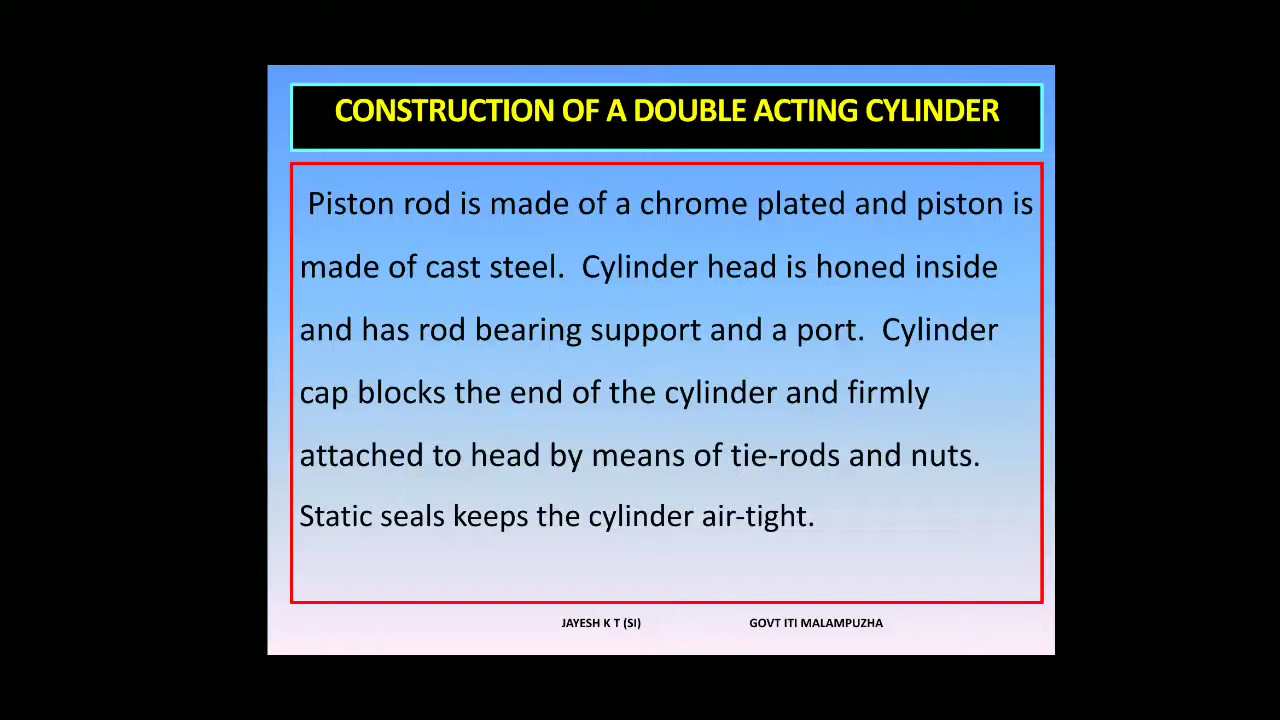 CONSTRUCTION OF A DOUBLE ACTING CYLINDER
Piston rod is made of a chrome plated and piston is
made of cast steel.  Cylinder head is honed inside
and has rod bearing support and a port.  Cylinder
cap blocks the end of the cylinder and firmly
attached to head by means of tie-rods and nuts.
Static seals keeps the cylinder air-tight.
JAYESH K T (SI) GOVT ITI MALAMPUZHA